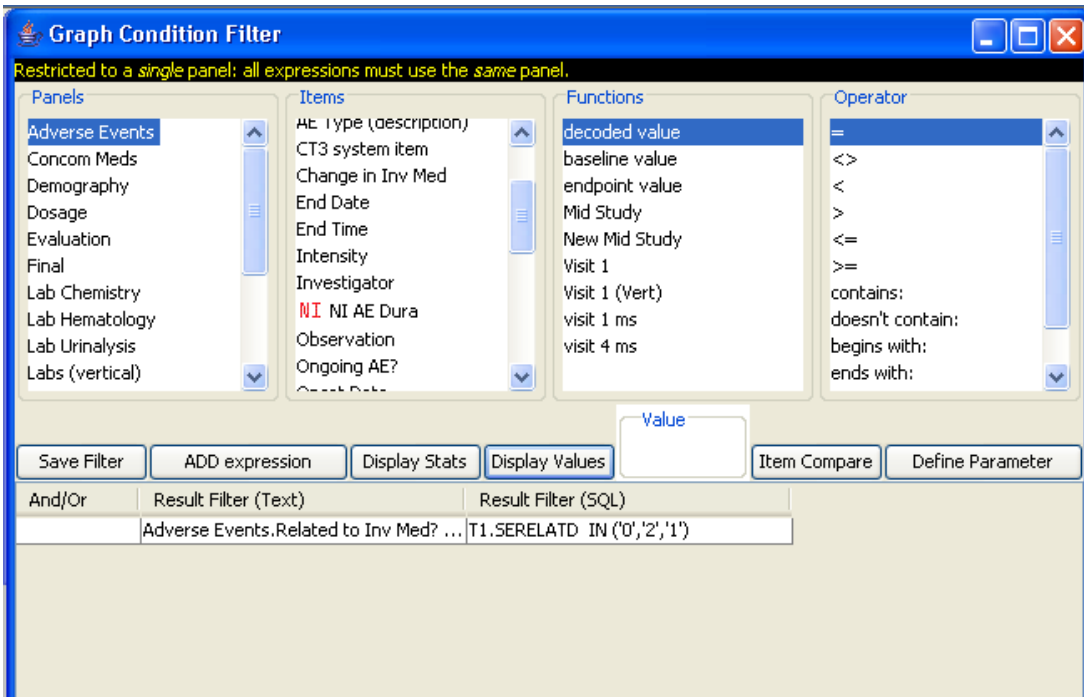 Graph Condition Filter
Restricted to a single panel: all expressions must use the same panel.
Panels
Adverse Events
Concom Meds
Demography
Dosage
Evaluation
Final
Lab Chemistry
Lab Hematology
Lab Urinalysis
Labs (vertical)
Items
AE Type (description)
CT3 system item
Change in Inv Med
End Date
End Time
Intensity
Investigator
NI NI AE Dura
Observation
Ongoing AE?
Onset Date
Functions
decoded value
baseline value
endpoint value
Mid Study
New Mid Study
Visit 1
Visit 1 (Vert)
visit 1 ms
visit 4 ms
Operator
=
<>
<
>
<=
>=
contains:
doesn't contain:
begins with:
ends with:
Value
Save Filter ADD expression Display Stats Display Values Item Compare Define Parameter
And/Or Result Filter (Text) Result Filter (SQL)
Adverse Events.Related to Inv Med? ... T1.SERELATD IN ('0','2','1')